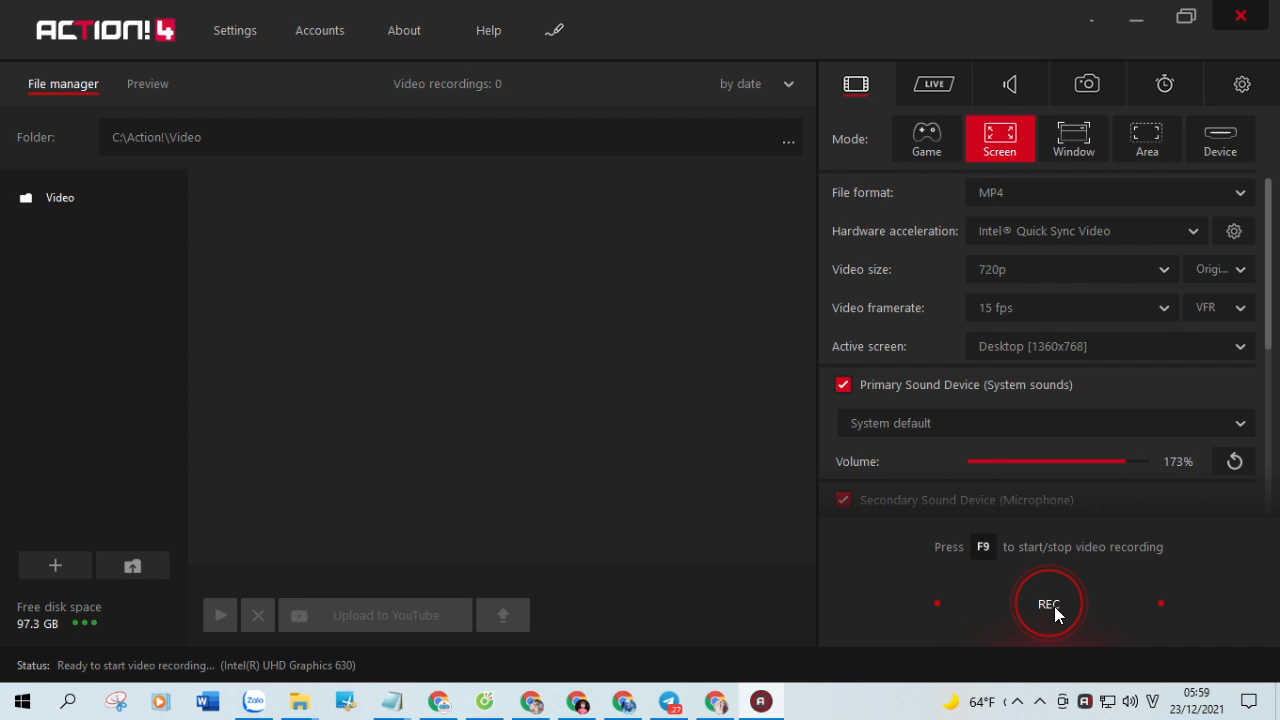 ACTION! 4
Settings Accounts About Help
File manager Preview Video recordings: 0 by date
LIVE
Folder: C:\Action!\Video ...
Mode: Game Screen Window Area Device
Video
File format: MP4
Hardware acceleration: Intel® Quick Sync Video
Video size: 720p Origi...
Video framerate: 15 fps VFR
Active screen: Desktop [1360x768]
Primary Sound Device (System sounds)
System default
Volume: 173%
Secondary Sound Device (Microphone)
Press F9 to start/stop video recording
REC
Free disk space
97.3 GB
Upload to YouTube
Status: Ready to start video recording... (Intel(R) UHD Graphics 630)
Zalo
27
64°F
05:59
23/12/2021